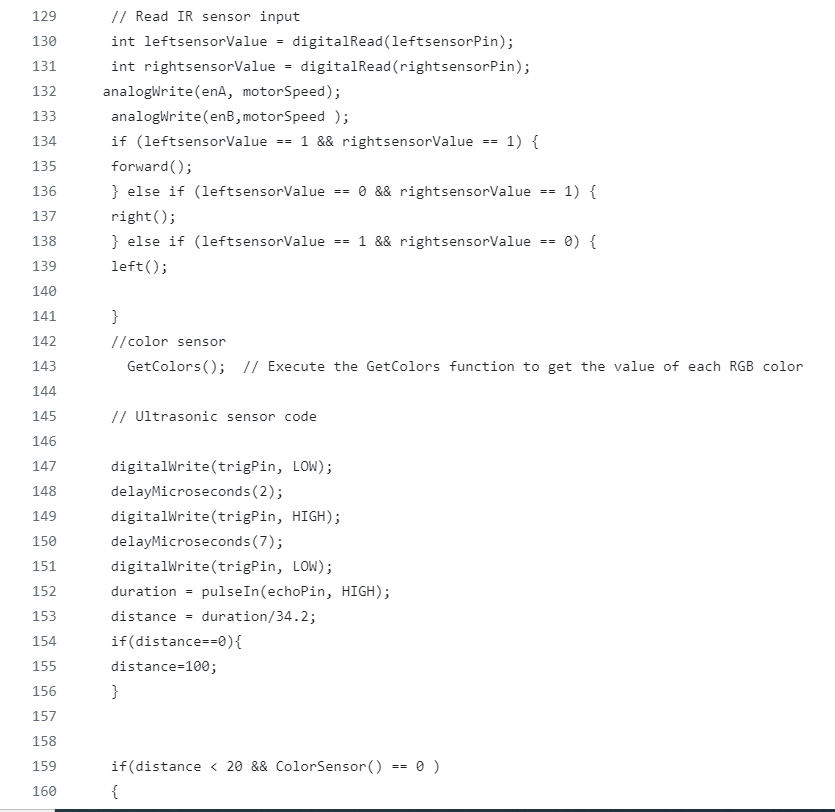 129 // Read IR sensor input
130 int leftsensorValue = digitalRead(leftsensorPin);
131 int rightsensorValue = digitalRead(rightsensorPin);
132 analogWrite(enA, motorSpeed);
133 analogWrite(enB,motorSpeed );
134 if (leftsensorValue == 1 && rightsensorValue == 1) {
135 forward();
136 } else if (leftsensorValue == 0 && rightsensorValue == 1) {
137 right();
138 } else if (leftsensorValue == 1 && rightsensorValue == 0) {
139 left();
140
141 }
142 //color sensor
143 GetColors();  // Execute the GetColors function to get the value of each RGB color
144
145 // Ultrasonic sensor code
146
147 digitalWrite(trigPin, LOW);
148 delayMicroseconds(2);
149 digitalWrite(trigPin, HIGH);
150 delayMicroseconds(7);
151 digitalWrite(trigPin, LOW);
152 duration = pulseIn(echoPin, HIGH);
153 distance = duration/34.2;
154 if(distance==0){
155 distance=100;
156 }
157
158
159 if(distance < 20 && ColorSensor() == 0 )
160 {